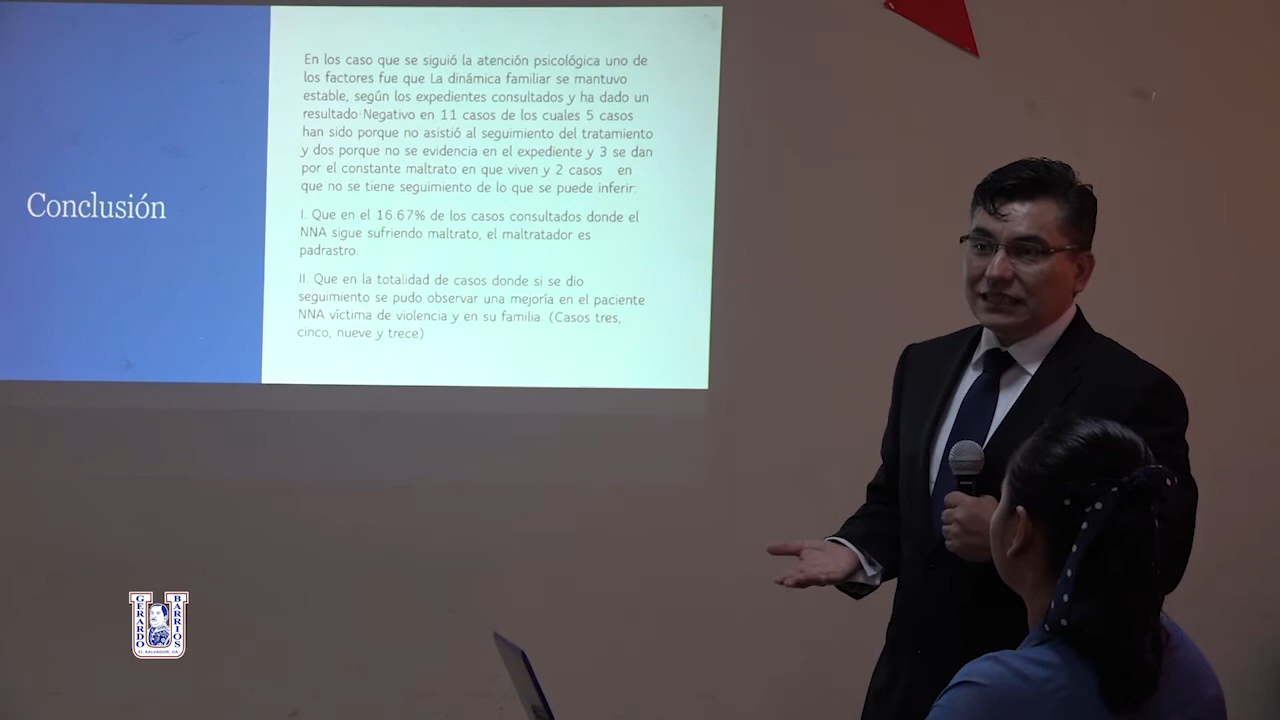 Conclusión
En los caso que se siguió la atención psicológica uno de
los factores fue que La dinámica familiar se mantuvo
estable, según los expedientes consultados y ha dado un
resultado Negativo en 11 casos de los cuales 5 casos
han sido porque no asistió al seguimiento del tratamiento
y dos porque no se evidencia en el expediente y 3 se dan
por el constante maltrato en que viven y 2 casos en
que no se tiene seguimiento de lo que se puede inferir:
I. Que en el 16.67% de los casos consultados donde el
NNA sigue sufriendo maltrato, el maltratador es
padrastro.
II. Que en la totalidad de casos donde si se dio
seguimiento se pudo observar una mejoría en el paciente
NNA víctima de violencia y en su familia. (Casos tres,
cinco, nueve y trece)
GERARDO
BARRIOS
EL SALVADOR, C.A.